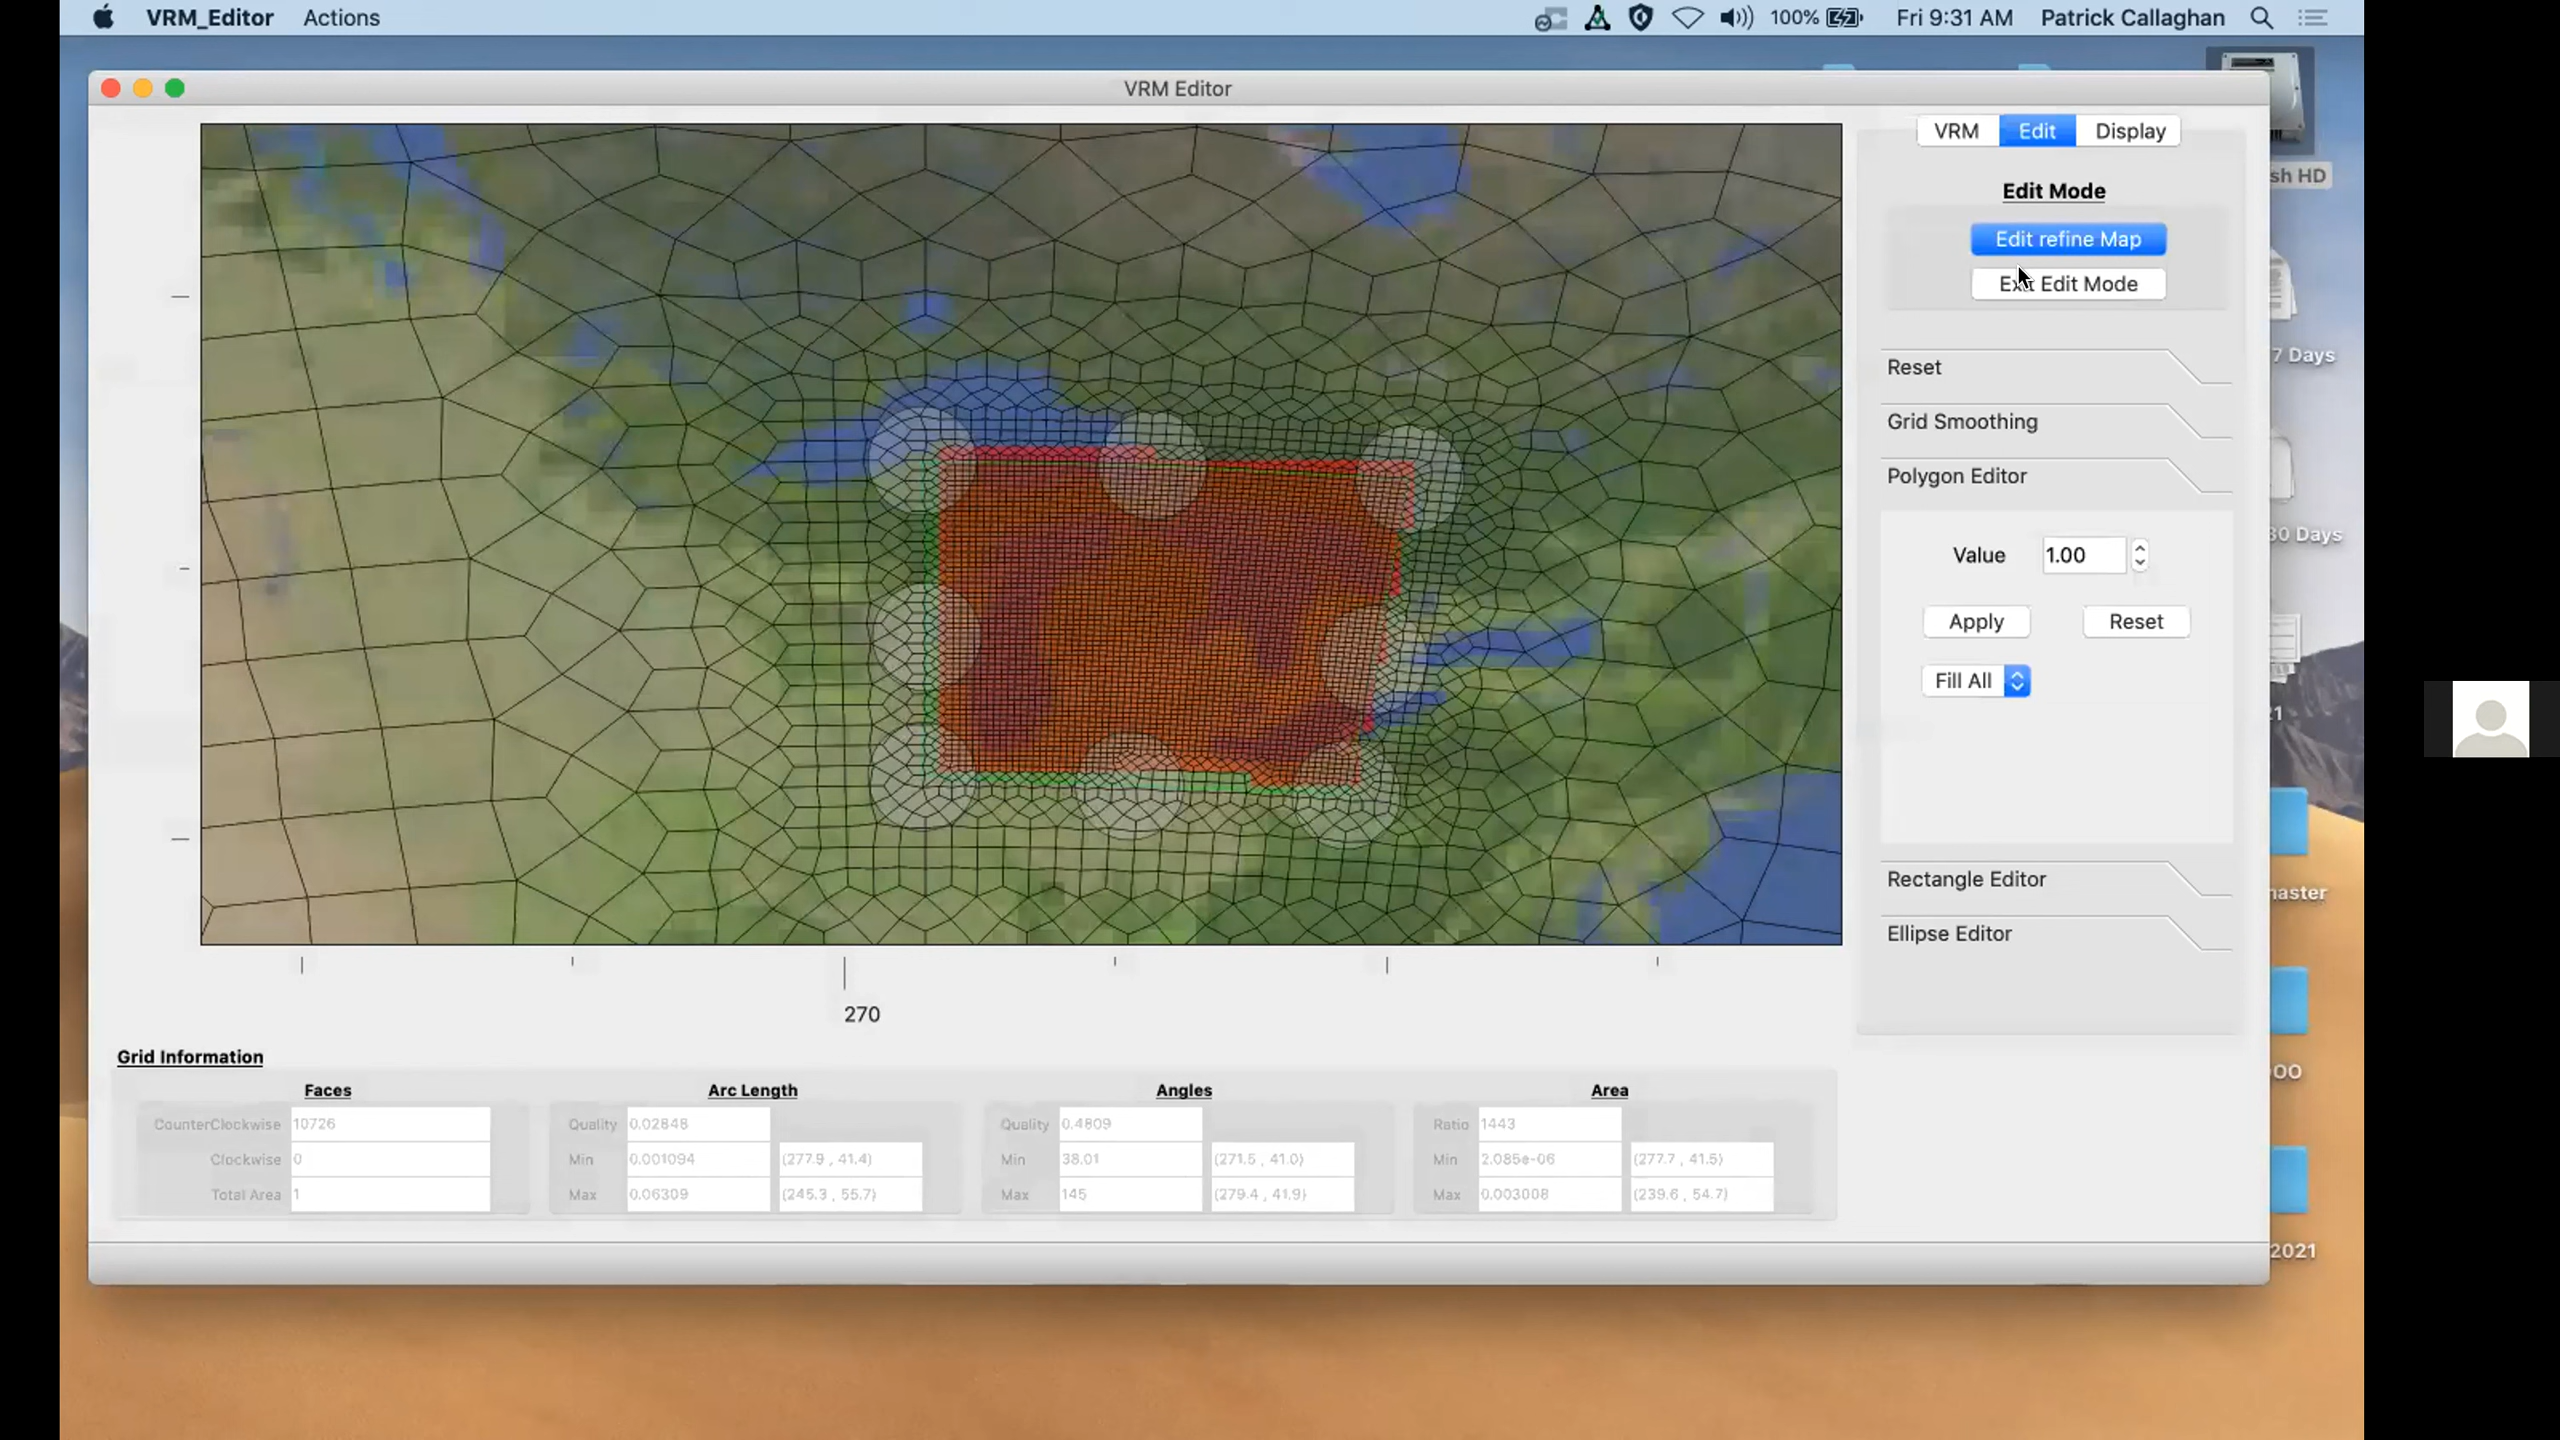 VRM_Editor Actions 100% Fri 9:31 AM Patrick Callaghan
VRM Editor
sh HD
7 Days
30 Days
21
master
2021
VRM Edit Display
Edit Mode
Edit refine Map
Exit Edit Mode
Reset
Grid Smoothing
Polygon Editor
Value 1.00
Apply Reset
Fill All
Rectangle Editor
Ellipse Editor
270
Grid Information
Faces
CounterClockwise 10726
Clockwise 0
Total Area 1
Arc Length
Quality 0.02848
Min 0.001094 (277.9 , 41.4)
Max 0.06309 (245.3 , 55.7)
Angles
Quality 0.4809
Min 38.01 (271.5 , 41.0)
Max 145 (279.4 , 41.9)
Area
Ratio 1443
Min 2.085e-06 (277.7 , 41.5)
Max 0.003008 (239.6 , 54.7)